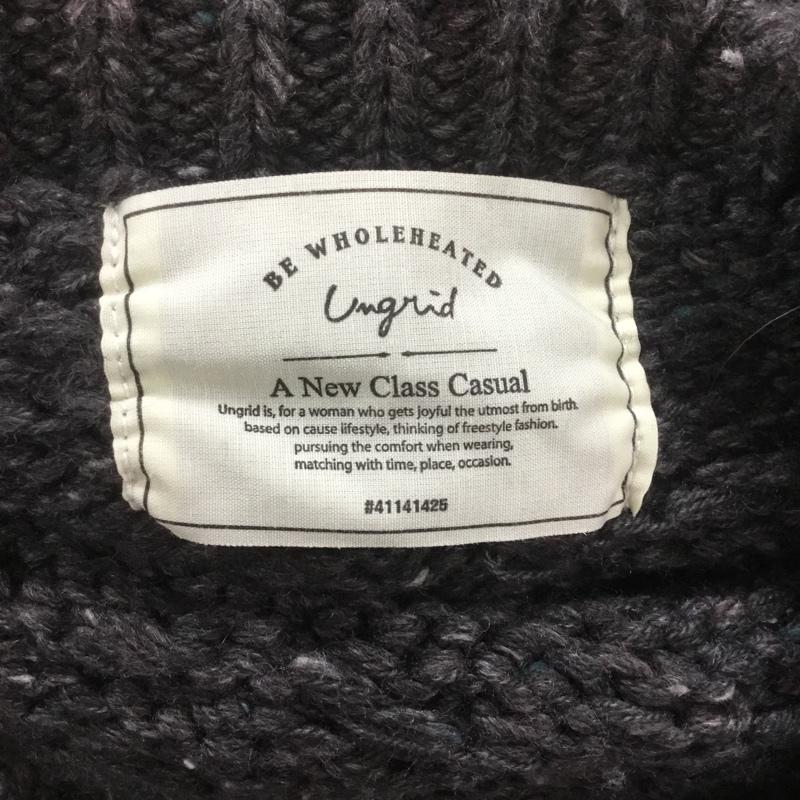 BE WHOLEHEATED
Ungrid
A New Class Casual
Ungrid is, for a woman who gets joyful the utmost from birth.
based on cause lifestyle, thinking of freestyle fashion.
pursuing the comfort when wearing,
matching with time, place, occasion.
#41141425